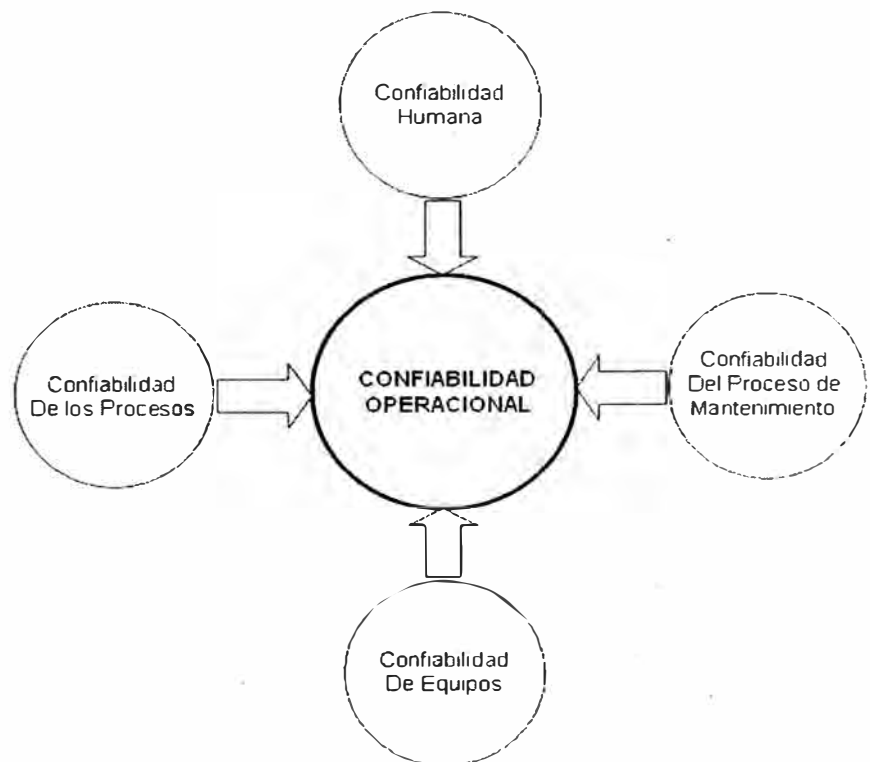 Confiabilidad
Humana
Confiabilidad
De los Procesos
CONFIABILIDAD
OPERACIONAL
Confiabilidad
Del Proceso de
Mantenimiento
Confiabilidad
De Equipos